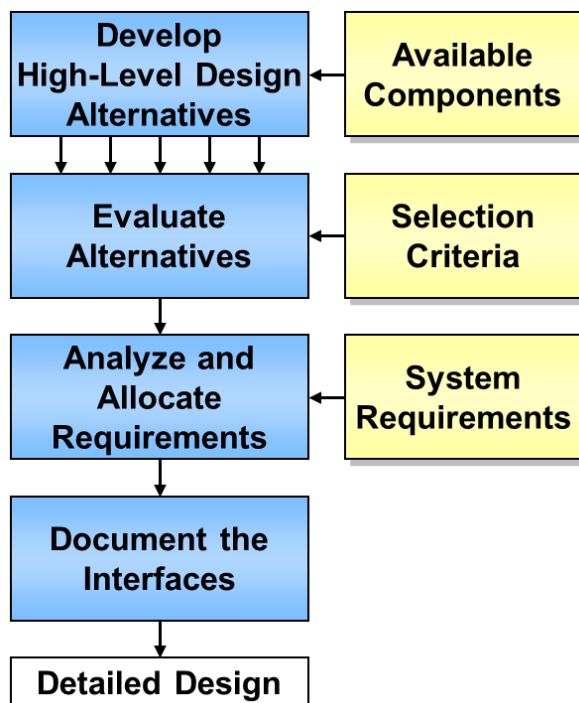 Develop
High-Level Design
Alternatives
Available
Components
Evaluate
Alternatives
Selection
Criteria
Analyze and
Allocate
Requirements
System
Requirements
Document the
Interfaces
Detailed Design